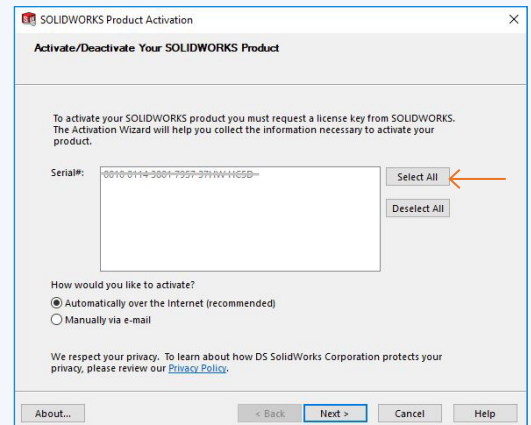 SOLIDWORKS Product Activation
Activate/Deactivate Your SOLIDWORKS Product
To activate your SOLIDWORKS product you must request a license key from SOLIDWORKS.
The Activation Wizard will help you collect the information necessary to activate your
product.
Serial#:
Select All
Deselect All
How would you like to activate?
Automatically over the Internet (recommended)
Manually via e-mail
We respect your privacy. To learn about how DS SolidWorks Corporation protects your
privacy, please review our Privacy Policy.
About... < Back Next > Cancel Help